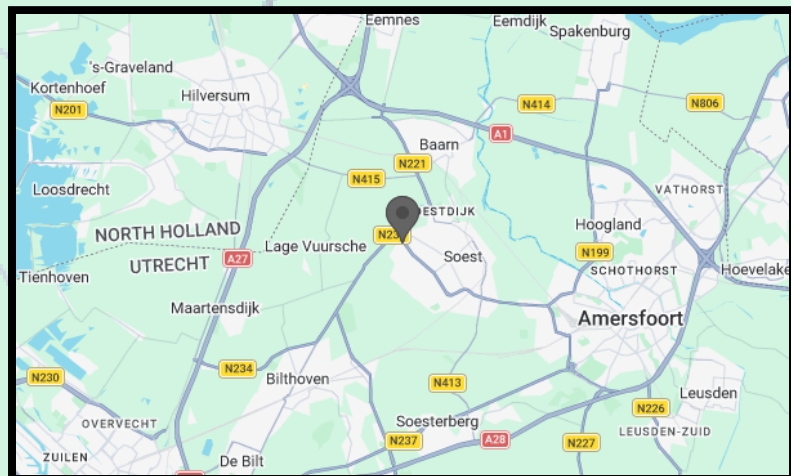 Eemnes
Eemdijk
Spakenburg
's-Graveland
Kortenhoef
Hilversum
N201
N414
N806
A1
Baarn
N221
N415
Loosdrecht
VATHORST
Hoogland
NORTH HOLLAND
Lage Vuursche
Soest
N199
UTRECHT
A27
SCHOTHORST
Hoevelake
Tienhoven
Maartensdijk
Amersfoort
N234
N230
Bilthoven
N413
Leusden
OVERVECHT
Soesterberg
N226
LEUSDEN-ZUID
N237
A28
N227
ZUILEN
De Bilt